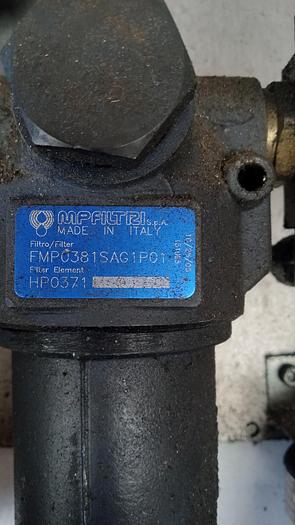 MPFILTRI S.P.A.
MADE IN ITALY
Filtro/Filter
FMP0381SAG1P01
Filter Element
HP0371